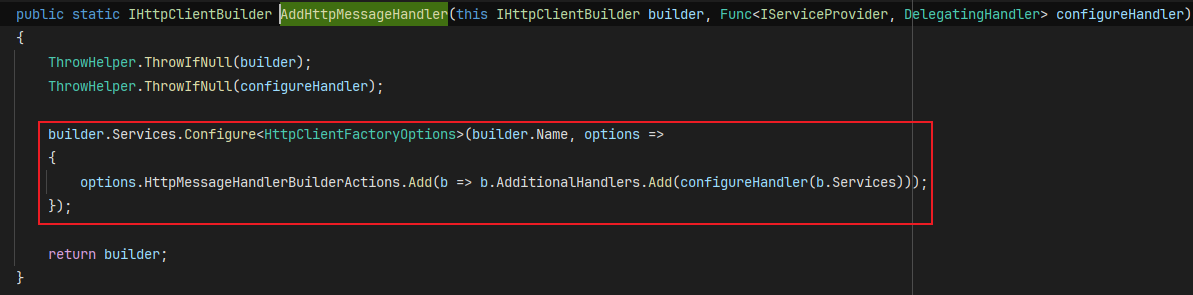 public static IHttpClientBuilder AddHttpMessageHandler(this IHttpClientBuilder builder, Func<IServiceProvider, DelegatingHandler> configureHandler)
{
    ThrowHelper.ThrowIfNull(builder);
    ThrowHelper.ThrowIfNull(configureHandler);
    builder.Services.Configure<HttpClientFactoryOptions>(builder.Name, options =>
    {
        options.HttpMessageHandlerBuilderActions.Add(b => b.AdditionalHandlers.Add(configureHandler(b.Services)));
    });
    return builder;
}